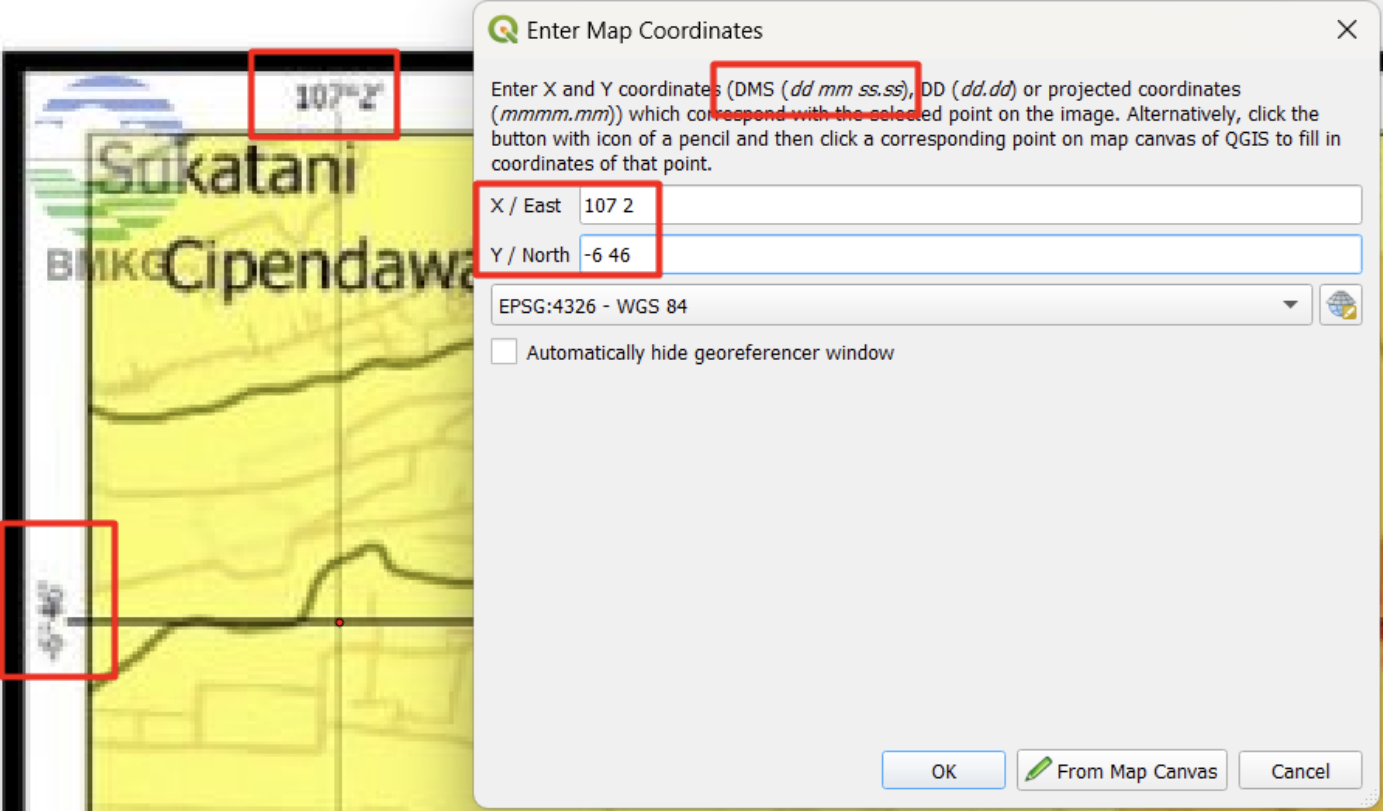 Enter Map Coordinates
107°2'
Enter X and Y coordinates (DMS (dd mm ss.ss), DD (dd.dd) or projected coordinates
(mmmm.mm)) which correspond with the selected point on the image. Alternatively, click the
button with icon of a pencil and then click a corresponding point on map canvas of QGIS to fill in
coordinates of that point.
Sukatani
BMKG
Cipendawa
X / East 107 2
Y / North -6 46
EPSG:4326 - WGS 84
Automatically hide georeferencer window
-6°46'
OK
From Map Canvas
Cancel